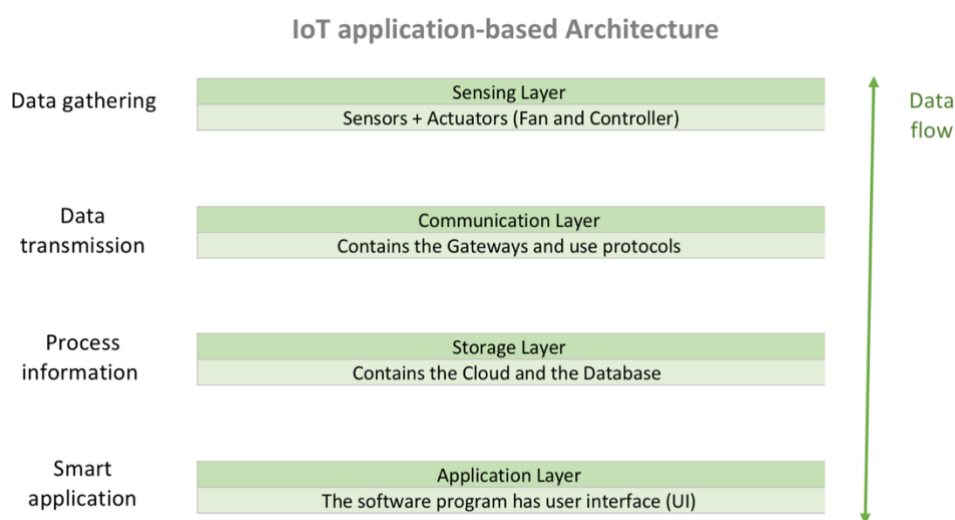 IoT application-based Architecture
Data gathering
Sensing Layer
Sensors + Actuators (Fan and Controller)
Data
flow
Data
transmission
Communication Layer
Contains the Gateways and use protocols
Process
information
Storage Layer
Contains the Cloud and the Database
Smart
application
Application Layer
The software program has user interface (UI)